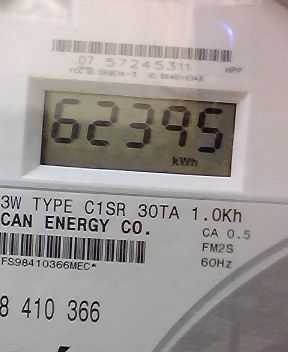 07 57245311 HPP
62395
kWh
3W TYPE C1SR 30TA 1.0Kh
CAN ENERGY CO.
CA 0.5
FM2S
60Hz
FS98410366MEC*
8 410 366